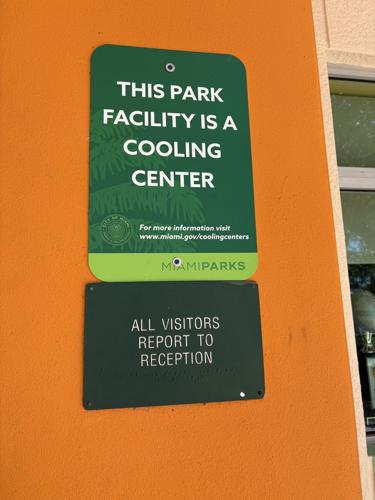 THIS PARK
FACILITY IS A
COOLING
CENTER
For more information visit
www.miami.gov/coolingcenters
MIAMIPARKS
ALL VISITORS
REPORT TO
RECEPTION